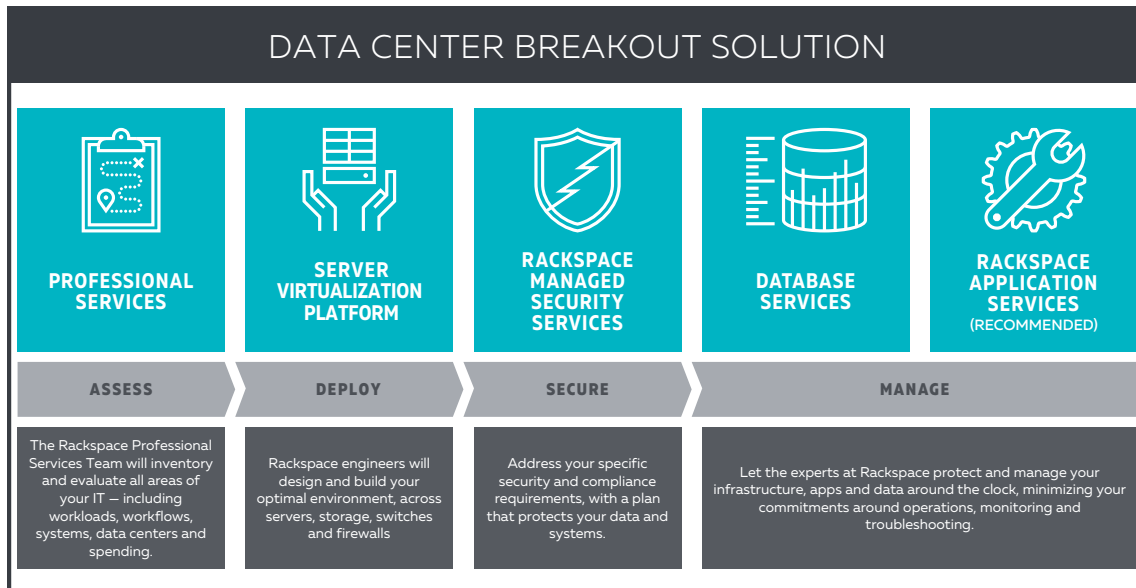 DATA CENTER BREAKOUT SOLUTION
PROFESSIONAL
SERVICES
SERVER
VIRTUALIZATION
PLATFORM
RACKSPACE
MANAGED
SECURITY
SERVICES
DATABASE
SERVICES
RACKSPACE
APPLICATION
SERVICES
(RECOMMENDED)
ASSESS
DEPLOY
SECURE
MANAGE
The Rackspace Professional
Services Team will inventory
and evaluate all areas of
your IT — including
workloads, workflows,
systems, data centers and
spending.
Rackspace engineers will
design and build your
optimal environment, across
servers, storage, switches
and firewalls
Address your specific
security and compliance
requirements, with a plan
that protects your data and
systems.
Let the experts at Rackspace protect and manage your
infrastructure, apps and data around the clock, minimizing your
commitments around operations, monitoring and
troubleshooting.